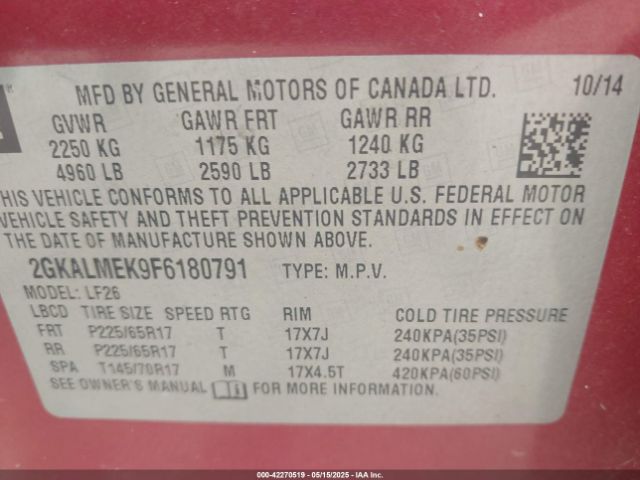 MFD BY GENERAL MOTORS OF CANADA LTD. 10/14
GVWR GAWR FRT GAWR RR
2250 KG 1175 KG 1240 KG
4960 LB 2590 LB 2733 LB
THIS VEHICLE CONFORMS TO ALL APPLICABLE U.S. FEDERAL MOTOR
VEHICLE SAFETY AND THEFT PREVENTION STANDARDS IN EFFECT ON
THE DATE OF MANUFACTURE SHOWN ABOVE.
2GKALMEK9F6180791 TYPE: M.P.V.
MODEL: LF26
LBCD TIRE SIZE SPEED RTG RIM COLD TIRE PRESSURE
FRT P225/65R17 T 17X7J 240KPA(35PSI)
RR P225/65R17 T 17X7J 240KPA(35PSI)
SPA T145/70R17 M 17X4.5T 420KPA(60PSI)
SEE OWNER'S MANUAL FOR MORE INFORMATION.
000-42270519 - 05/15/2025 - IAAI.COM